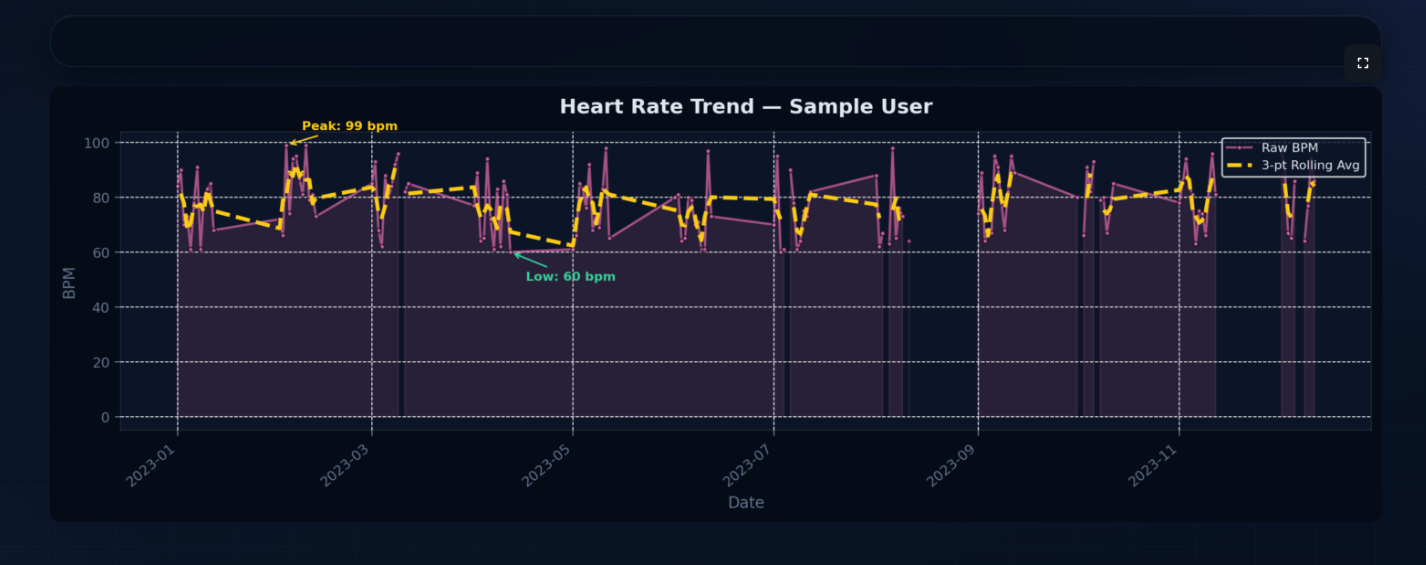 Heart Rate Trend — Sample User
Peak: 99 bpm
Raw BPM
3-pt Rolling Avg
Low: 60 bpm
BPM
100
80
60
40
20
0
2023-01
2023-03
2023-05
2023-07
2023-09
2023-11
Date